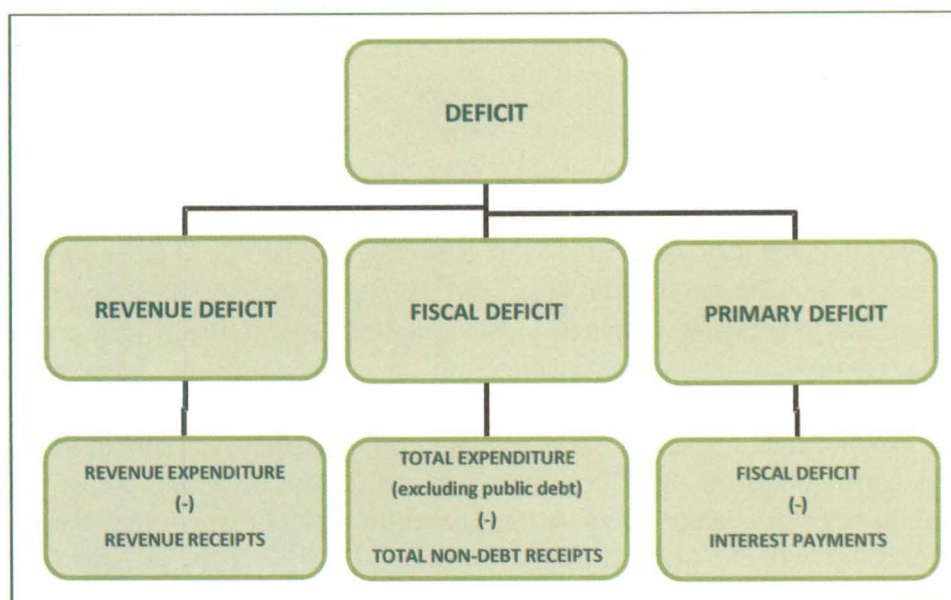 DEFICIT
REVENUE DEFICIT
FISCAL DEFICIT
PRIMARY DEFICIT
REVENUE EXPENDITURE
(-)
REVENUE RECEIPTS
TOTAL EXPENDITURE
(excluding public debt)
(-)
TOTAL NON-DEBT RECEIPTS
FISCAL DEFICIT
(-)
INTEREST PAYMENTS